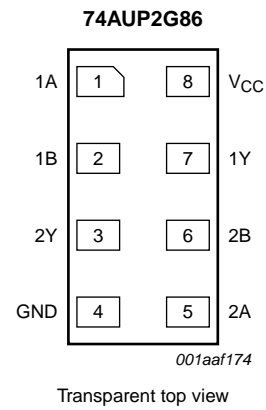 74AUP2G86
1A 1 8 VCC
1B 2 7 1Y
2Y 3 6 2B
GND 4 5 2A
001aaf174
Transparent top view